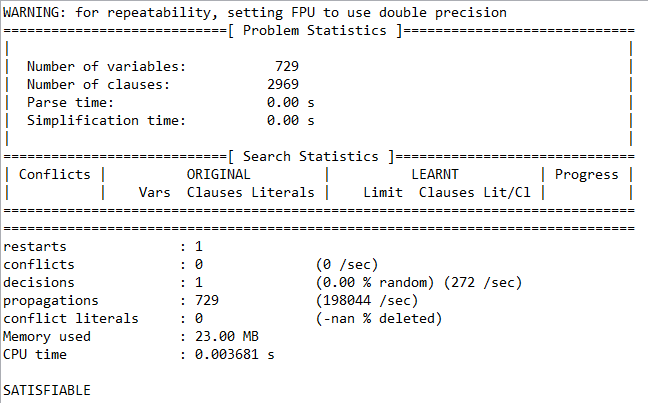 WARNING: for repeatability, setting FPU to use double precision
============================[ Problem Statistics ]=============================
|                                                                             |
|  Number of variables:           729                                         |
|  Number of clauses:            2969                                         |
|  Parse time:                   0.00 s                                       |
|  Simplification time:          0.00 s                                       |
|                                                                             |
============================[ Search Statistics ]==============================
| Conflicts |          ORIGINAL         |          LEARNT          | Progress |
|           |    Vars  Clauses Literals |    Limit  Clauses Lit/Cl |          |
===============================================================================
===============================================================================
restarts              : 1
conflicts             : 0              (0 /sec)
decisions             : 1              (0.00 % random) (272 /sec)
propagations          : 729            (198044 /sec)
conflict literals     : 0              (-nan % deleted)
Memory used           : 23.00 MB
CPU time              : 0.003681 s

SATISFIABLE